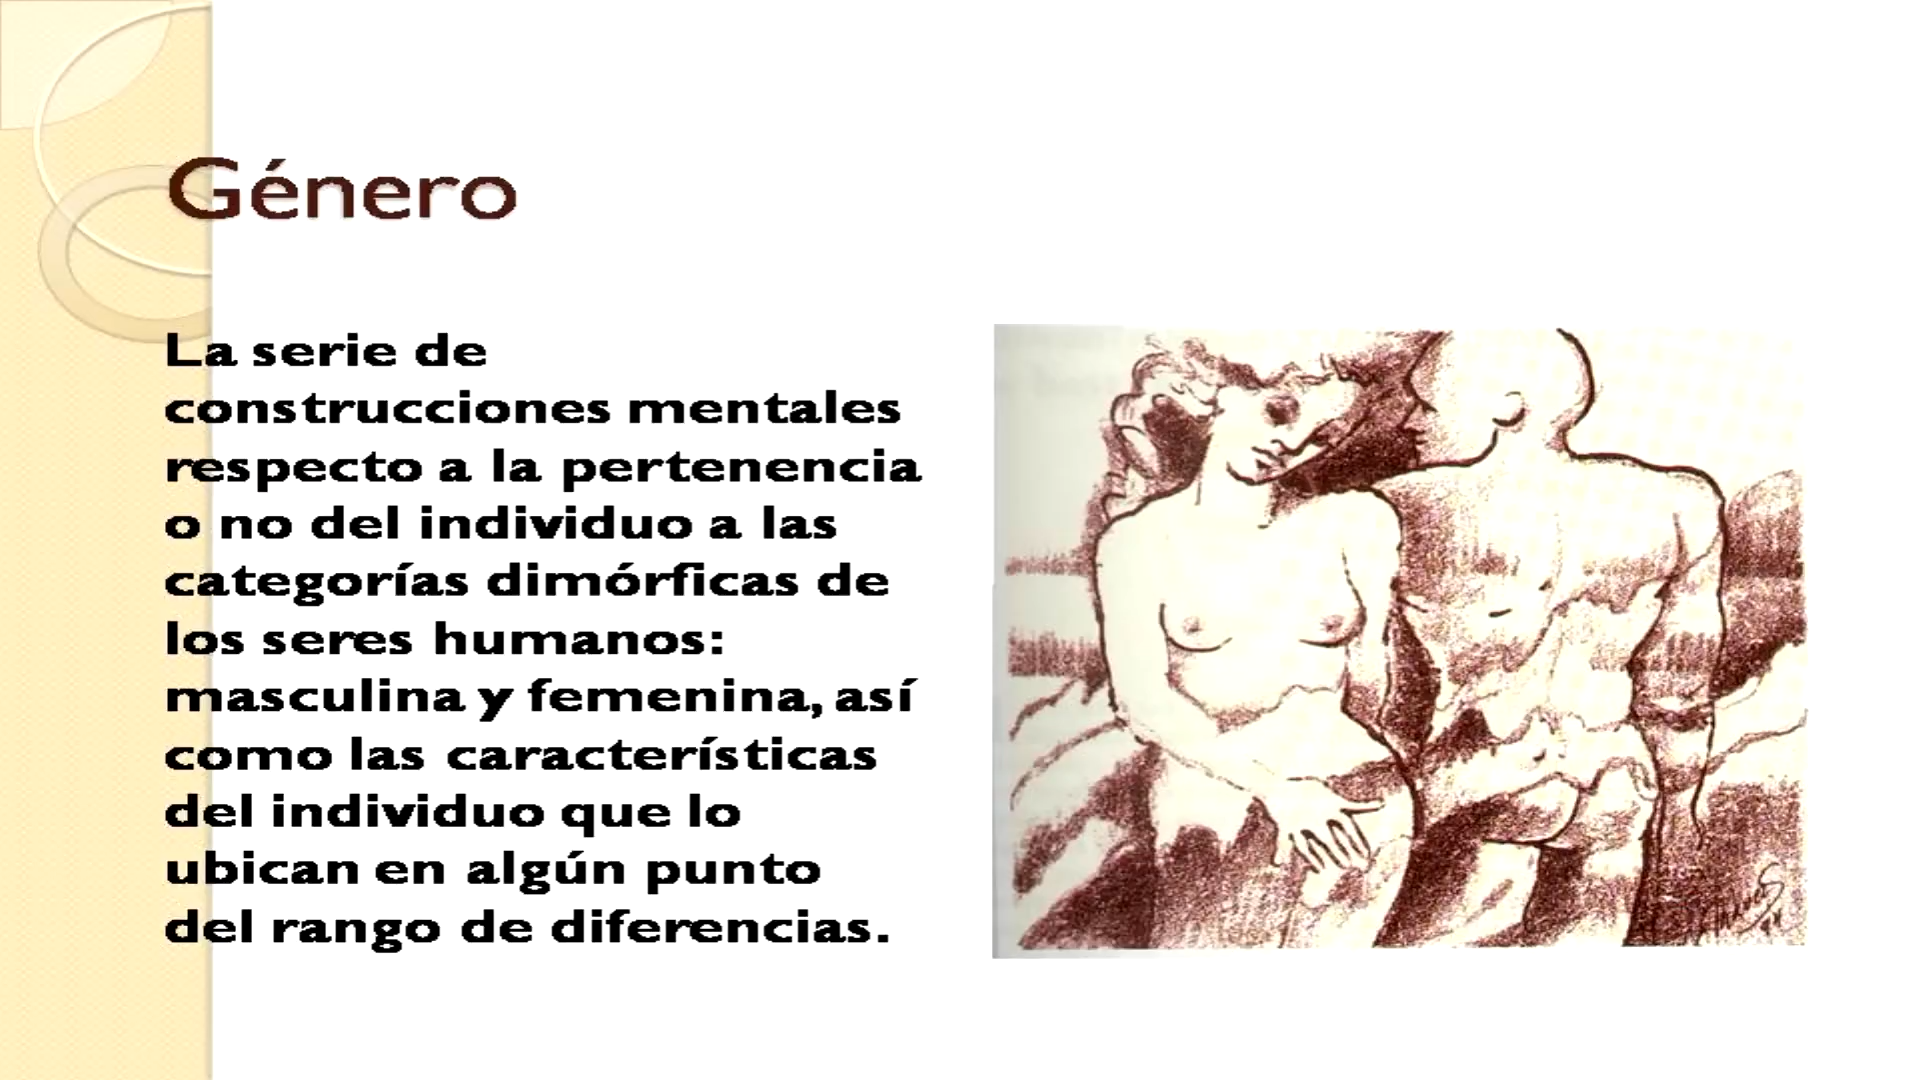 Género
La serie de
construcciones mentales
respecto a la pertenencia
o no del individuo a las
categorías dimórficas de
los seres humanos:
masculina y femenina, así
como las características
del individuo que lo
ubican en algún punto
del rango de diferencias.